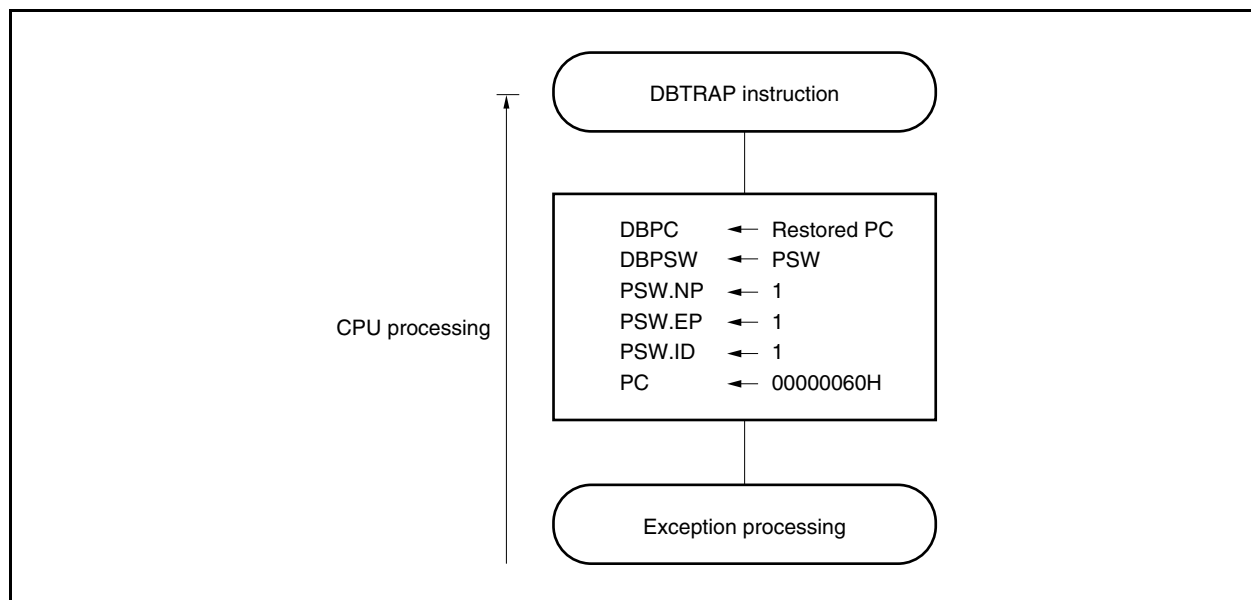 DBTRAP instruction
CPU processing
DBPC ← Restored PC
DBPSW ← PSW
PSW.NP ← 1
PSW.EP ← 1
PSW.ID ← 1
PC ← 00000060H
Exception processing